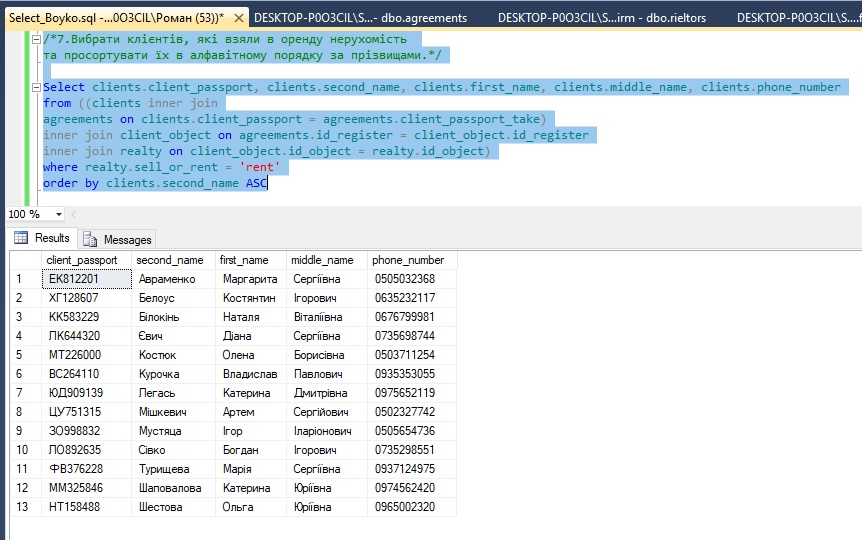 Select_Boyko.sql -...0O3CIL\Роман (53))* × DESKTOP-P0O3CIL\S...- dbo.agreements DESKTOP-P0O3CIL\S...irm - dbo.rieltors DESKTOP-P0O3CIL\S....f
/*7.Вибрати клієнтів, які взяли в оренду нерухомість
та просортувати їх в алфавітному порядку за прізвищами.*/
Select clients.client_passport, clients.second_name, clients.first_name, clients.middle_name, clients.phone_number
from ((clients inner join
agreements on clients.client_passport = agreements.client_passport_take)
inner join client_object on agreements.id_register = client_object.id_register
inner join realty on client_object.id_object = realty.id_object)
where realty.sell_or_rent = 'rent'
order by clients.second_name ASC
100 %
Results Messages
client_passport second_name first_name middle_name phone_number
1 ЕК812201 Авраменко Маргарита Сергіївна 0505032368
2 ХГ128607 Белоус Костянтин Ігорович 0635232117
3 КК583229 Білокінь Наталя Віталіївна 0676799981
4 ЛК644320 Євич Діана Сергіївна 0735698744
5 МТ226000 Костюк Олена Борисівна 0503711254
6 ВС264110 Курочка Владислав Павлович 0935353055
7 ЮД909139 Легась Катерина Дмитрівна 0975652119
8 ЦУ751315 Мішкевич Артем Сергійович 0502327742
9 ЗО998832 Мустяца Ігор Іларіонович 0505654736
10 ЛО892635 Сівко Богдан Ігорович 0735298551
11 ФВ376228 Турищева Марія Сергіївна 0937124975
12 ММ325846 Шаповалова Катерина Юріївна 0974562420
13 НТ158488 Шестова Ольга Юріївна 0965002320